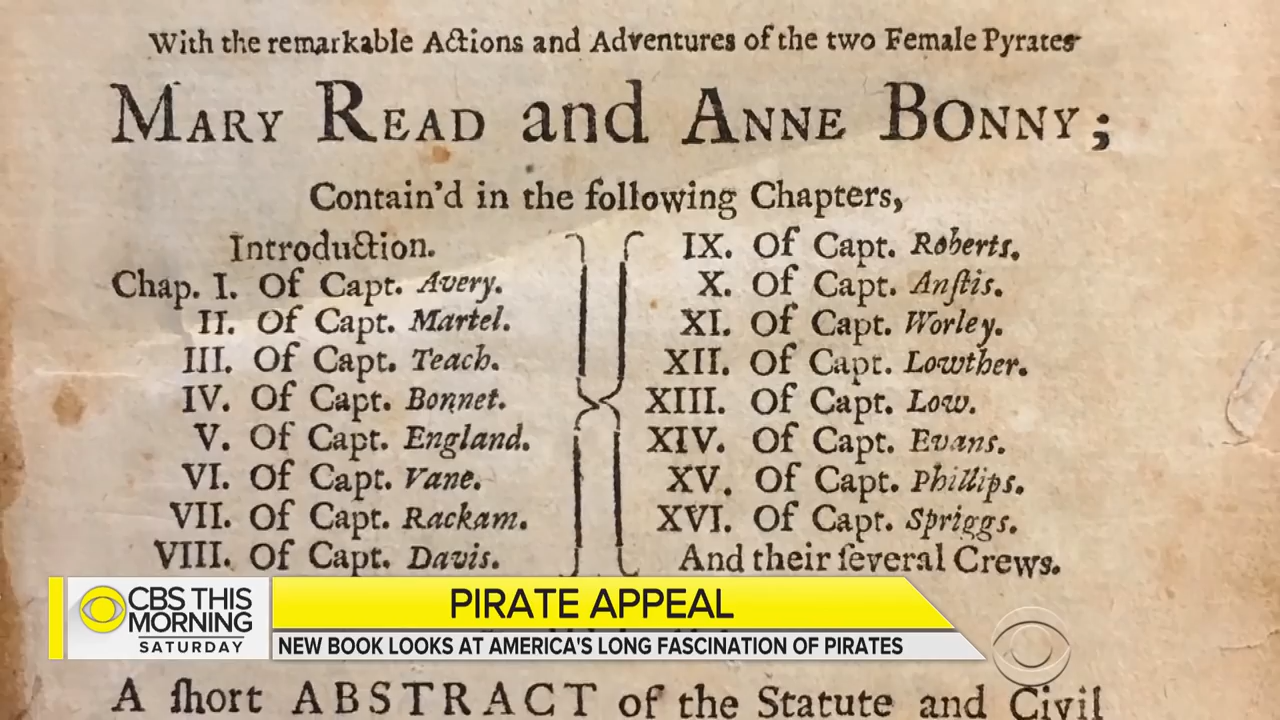 With the remarkable Actions and Adventures of the two Female Pyrates
MARY READ and ANNE BONNY;
Contain'd in the following Chapters,
Introduction.
Chap. I. Of Capt. Avery.
II. Of Capt. Martel.
III. Of Capt. Teach.
IV. Of Capt. Bonnet.
V. Of Capt. England.
VI. Of Capt. Vane.
VII. Of Capt. Rackam.
VIII. Of Capt. Davis.
IX. Of Capt. Roberts.
X. Of Capt. Anſtis.
XI. Of Capt. Worley.
XII. Of Capt. Lowther.
XIII. Of Capt. Low.
XIV. Of Capt. Evans.
XV. Of Capt. Phillips.
XVI. Of Capt. Spriggs.
And their ſeveral Crews.
CBS THIS
MORNING
SATURDAY
PIRATE APPEAL
NEW BOOK LOOKS AT AMERICA'S LONG FASCINATION OF PIRATES
A ſhort ABSTRACT of the Statute and Civil